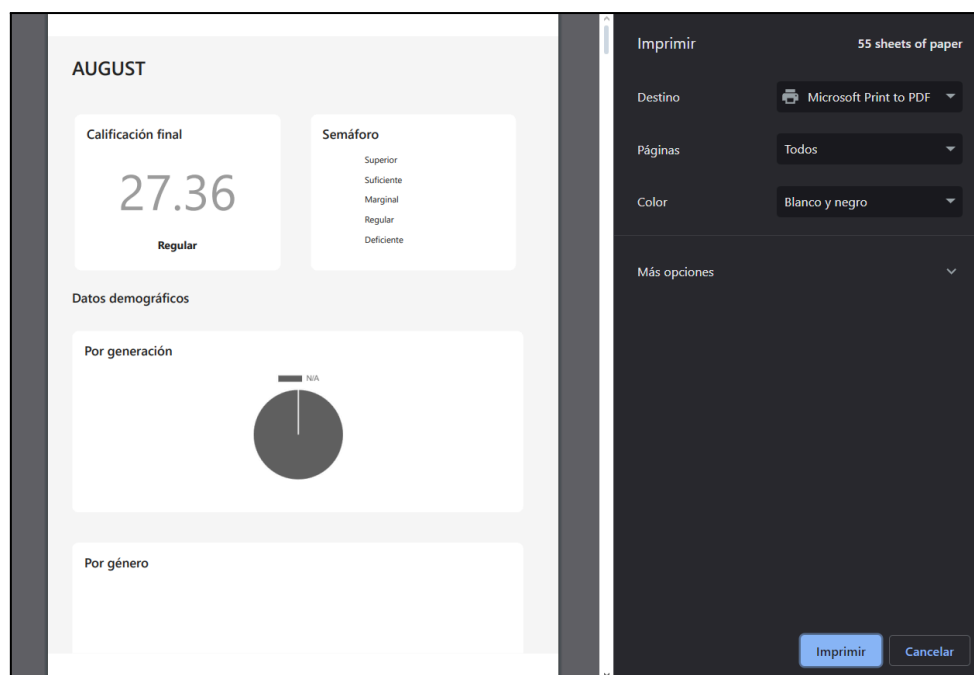 AUGUST
Calificación final
27.36
Regular
Semáforo
Superior
Suficiente
Marginal
Regular
Deficiente
Datos demográficos
Por generación
N/A
Por género
Imprimir
55 sheets of paper
Destino
Microsoft Print to PDF
Páginas
Todos
Color
Blanco y negro
Más opciones
Imprimir
Cancelar